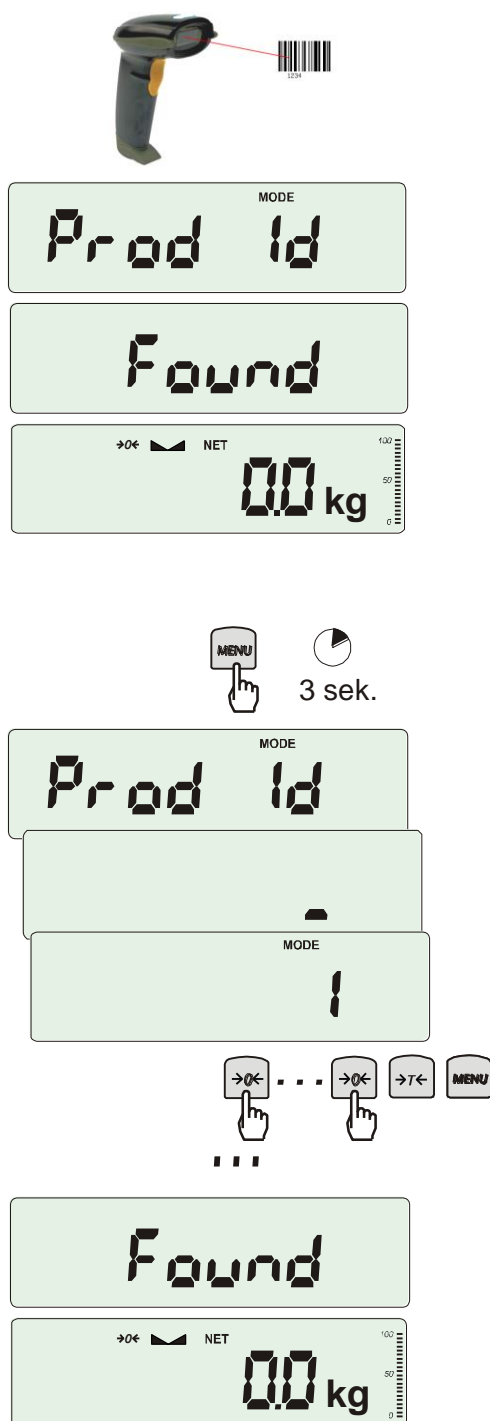 1234
MODE
Prod Id
Found
→0← NET 0.0 kg 100 50 0
MENU
3 sek.
MODE
Prod Id
-
MODE
1
→0← . . . →0← →T← MENU
. . .
Found
→0← NET 0.0 kg 100 50 0